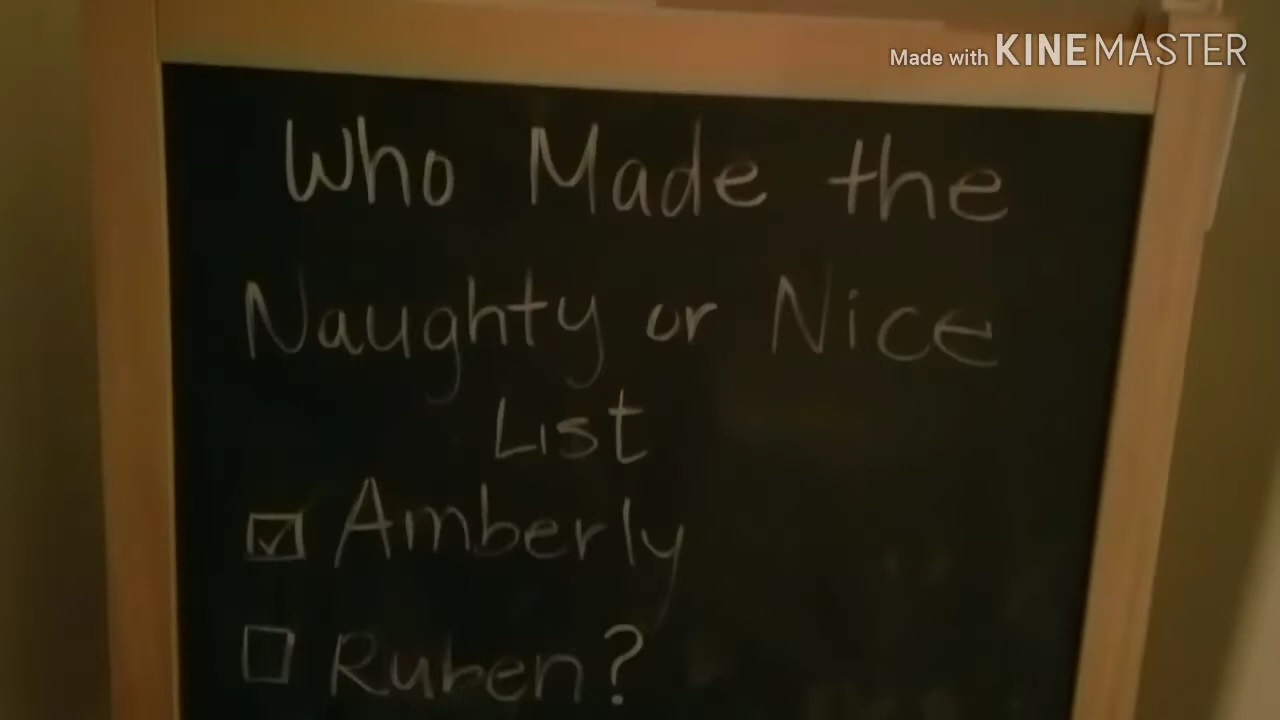 Made with KINEMASTER
Who Made the
Naughty or Nice
List
Amberly
Ruben?